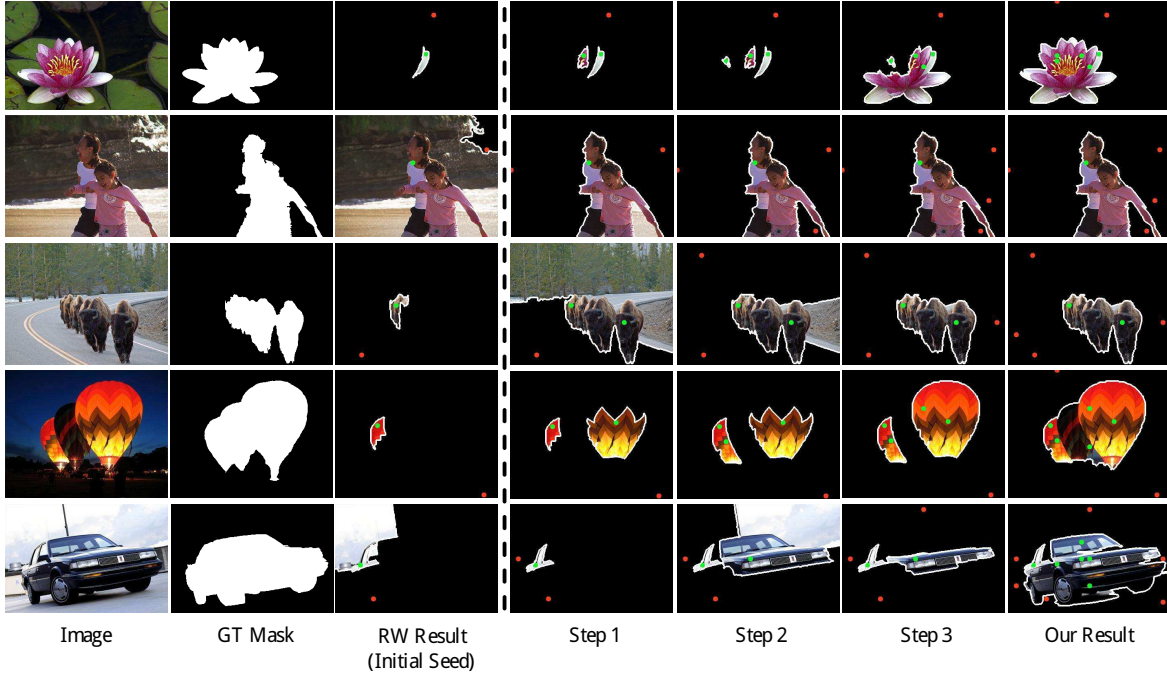 Image
GT Mask
RW Result
(Initial Seed)
Step 1
Step 2
Step 3
Our Result